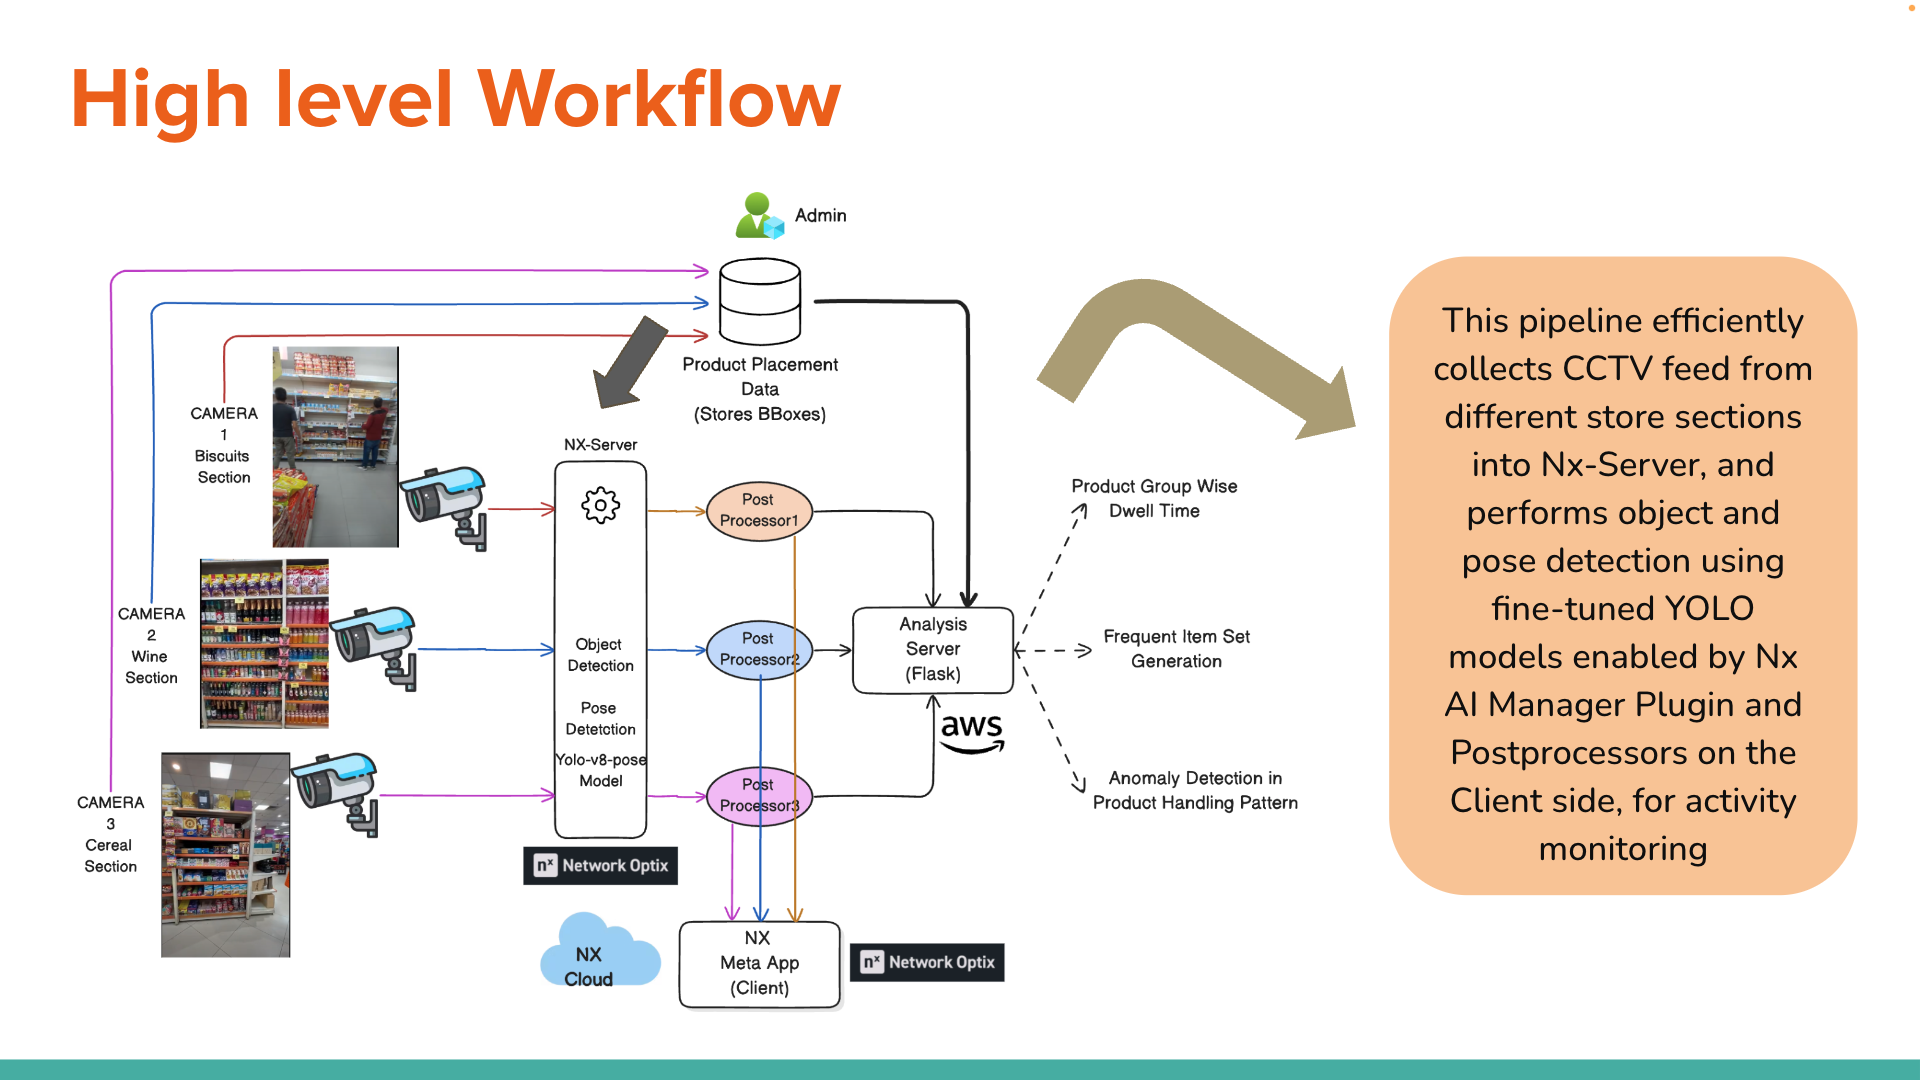 High level Workflow
Admin
Product Placement
Data
(Stores BBoxes)
CAMERA
1
Biscuits
Section
CAMERA
2
Wine
Section
CAMERA
3
Cereal
Section
NX-Server
Object
Detection
Pose
Detetction
Yolo-v8-pose
Model
nx Network Optix
Post
Processor1
Post
Processor2
Post
Processor3
Analysis
Server
(Flask)
aws
Product Group Wise
Dwell Time
Frequent Item Set
Generation
Anomaly Detection in
Product Handling Pattern
NX
Cloud
NX
Meta App
(Client)
nx Network Optix
This pipeline efficiently
collects CCTV feed from
different store sections
into Nx-Server, and
performs object and
pose detection using
fine-tuned YOLO
models enabled by Nx
AI Manager Plugin and
Postprocessors on the
Client side, for activity
monitoring